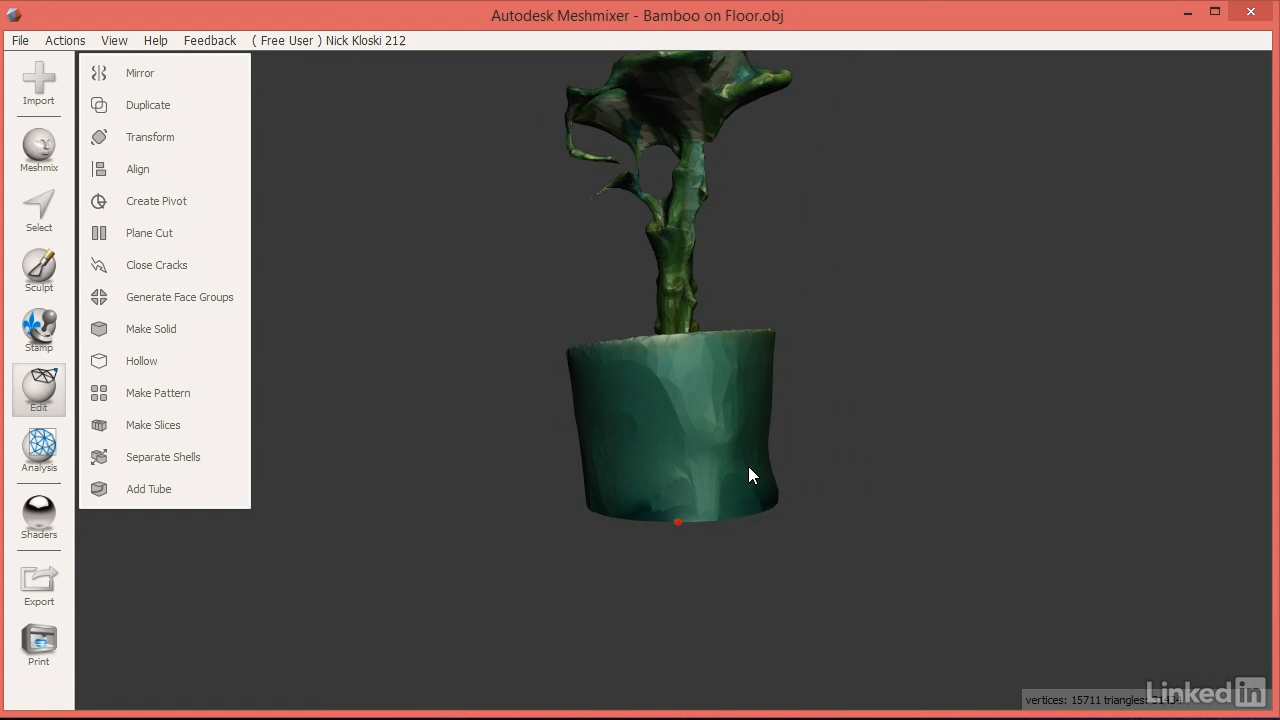 Autodesk Meshmixer - Bamboo on Floor.obj
File Actions View Help Feedback ( Free User ) Nick Kloski 212
Import
Meshmix
Select
Sculpt
Stamp
Edit
Analysis
Shaders
Export
Print
Mirror
Duplicate
Transform
Align
Create Pivot
Plane Cut
Close Cracks
Generate Face Groups
Make Solid
Hollow
Make Pattern
Make Slices
Separate Shells
Add Tube
vertices: 15711 triangles:
Linked in